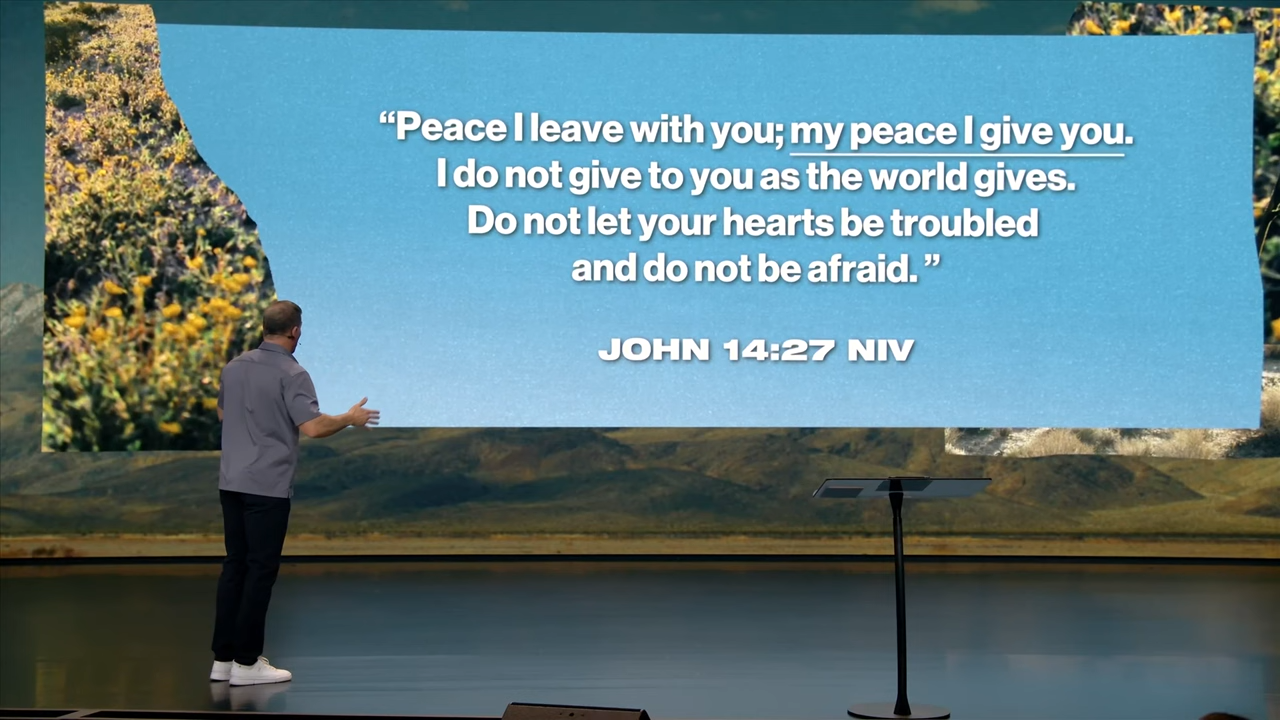 “Peace I leave with you; my peace I give you.
I do not give to you as the world gives.
Do not let your hearts be troubled
and do not be afraid. ”
JOHN 14:27 NIV